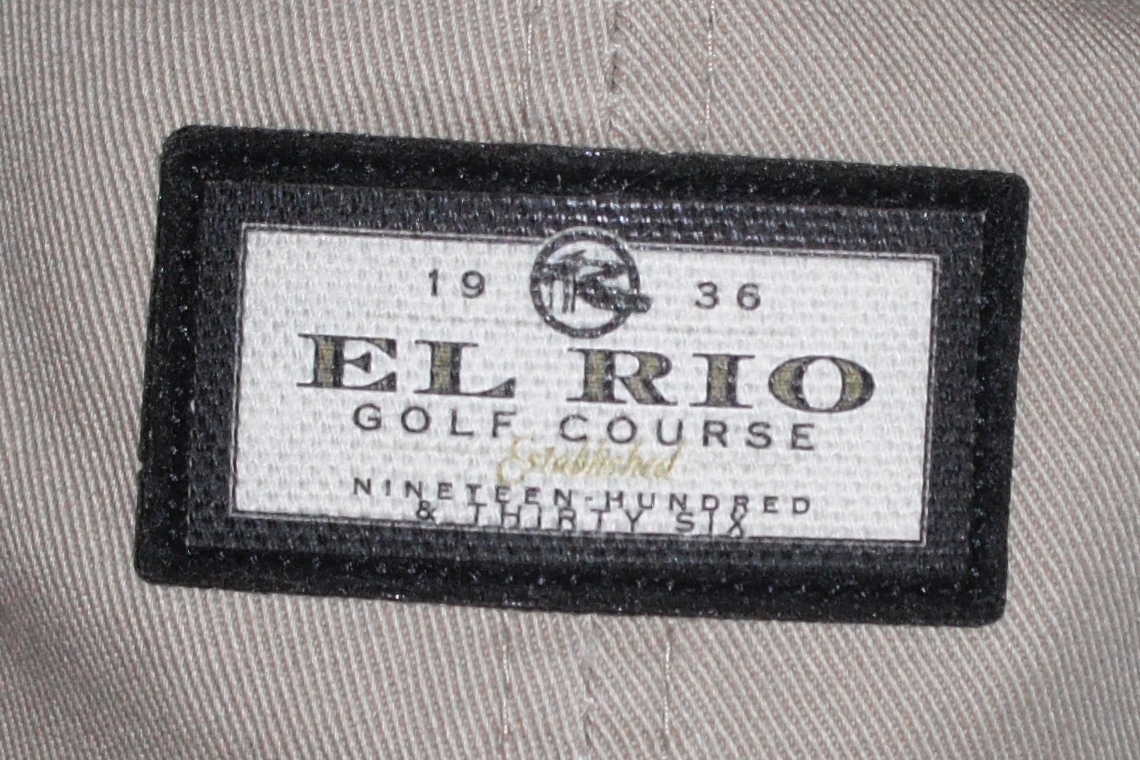 19 36
EL RIO
GOLF COURSE
Established
NINETEEN-HUNDRED
& THIRTY SIX